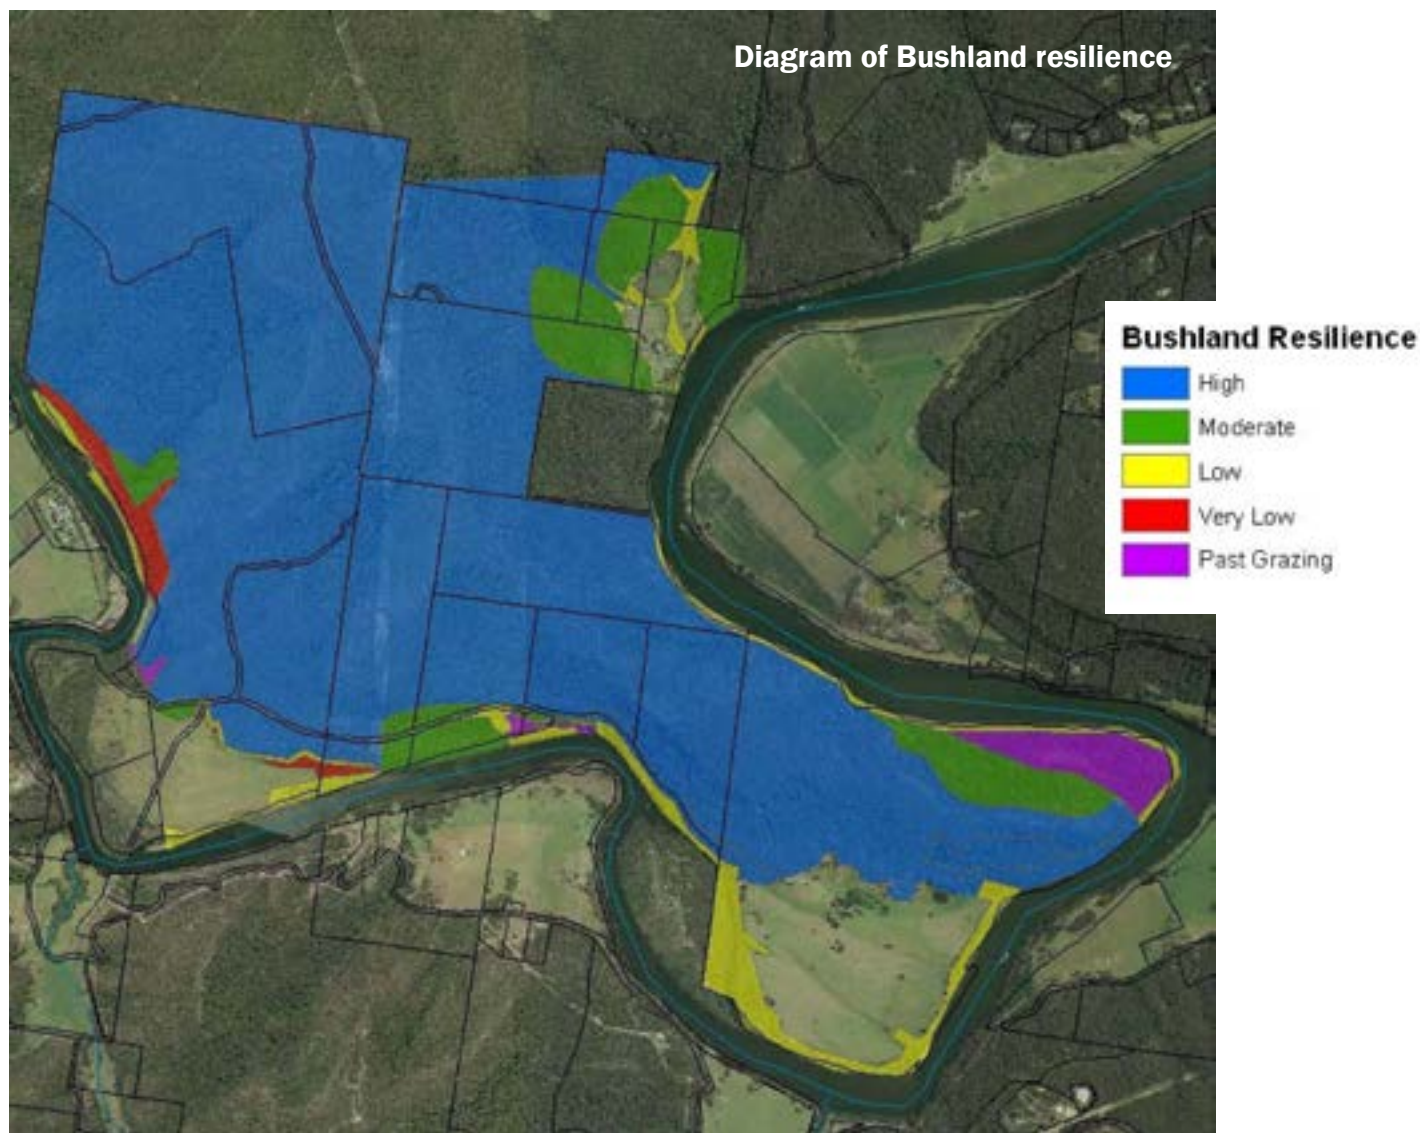 Diagram of Bushland resilience
Bushland Resilience
High
Moderate
Low
Very Low
Past Grazing